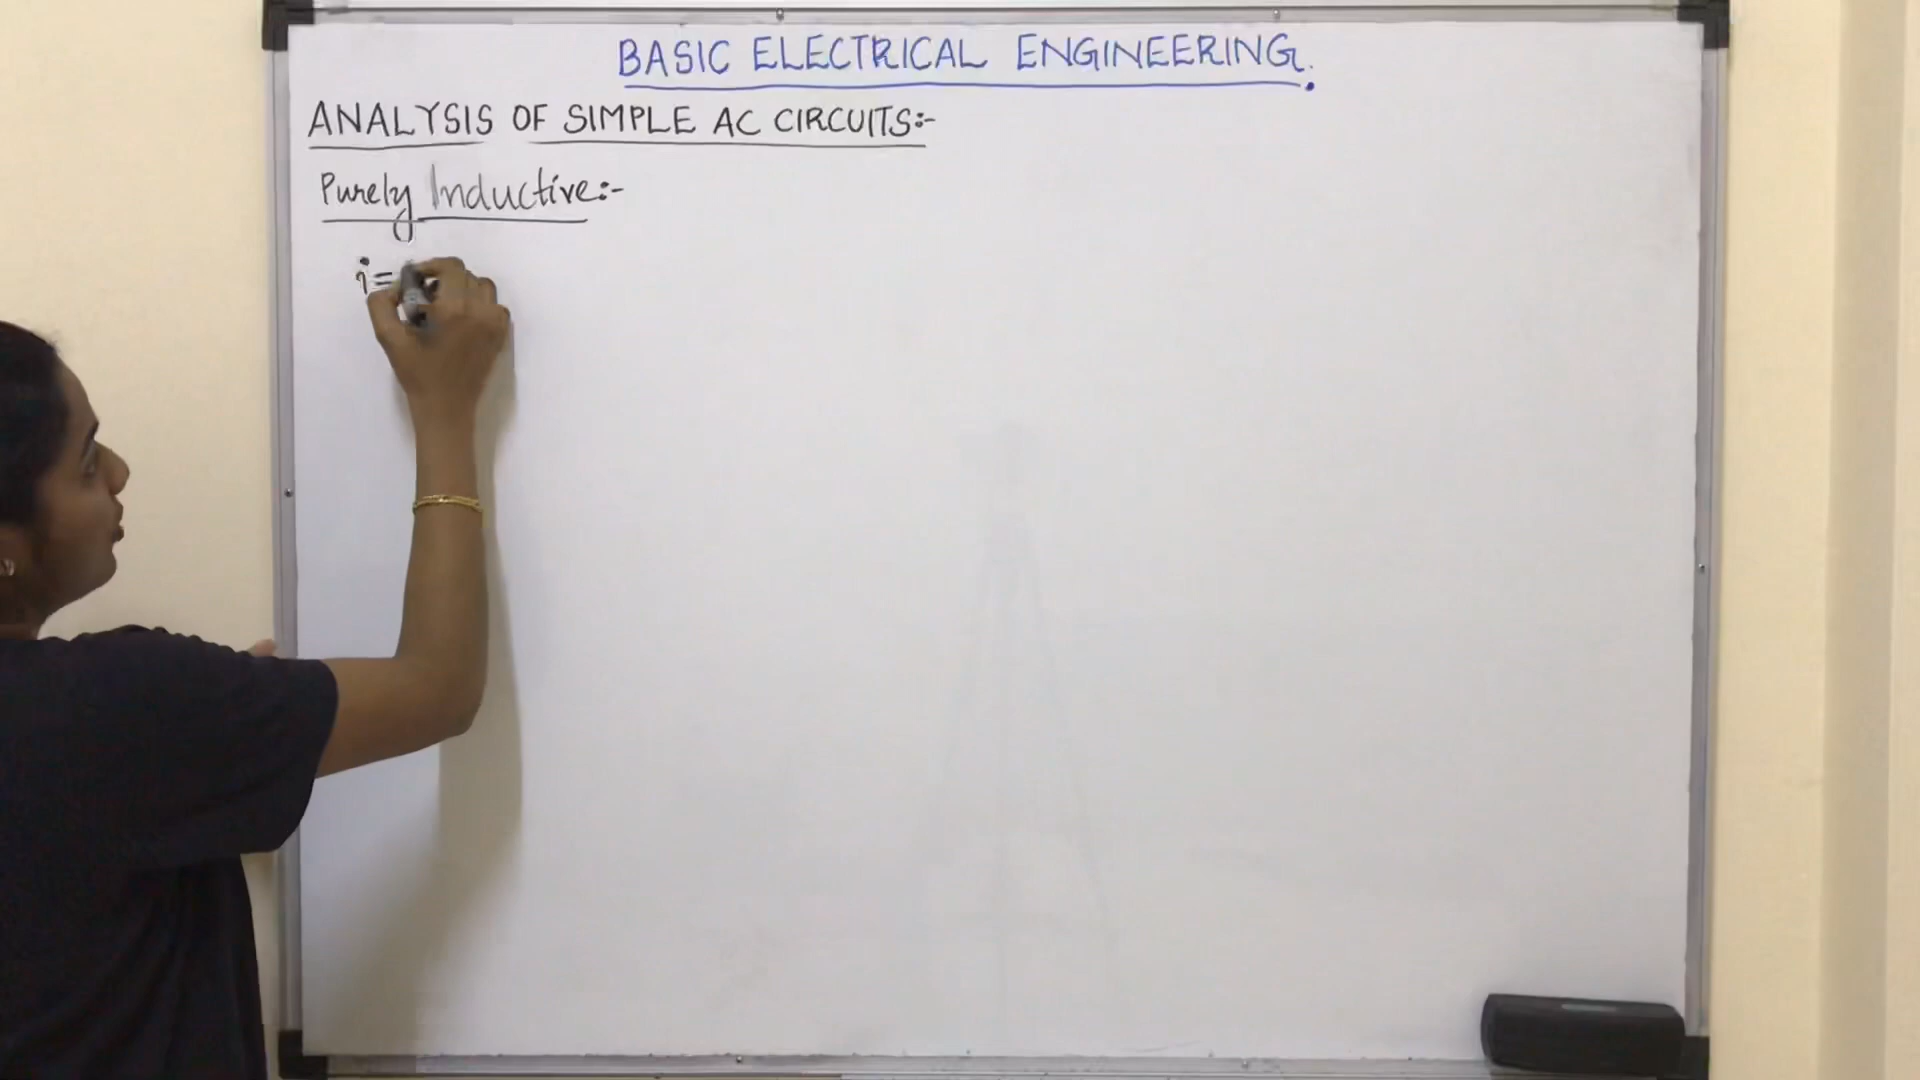 BASIC ELECTRICAL ENGINEERING.
ANALYSIS OF SIMPLE AC CIRCUITS:-
Purely Inductive:-
i=